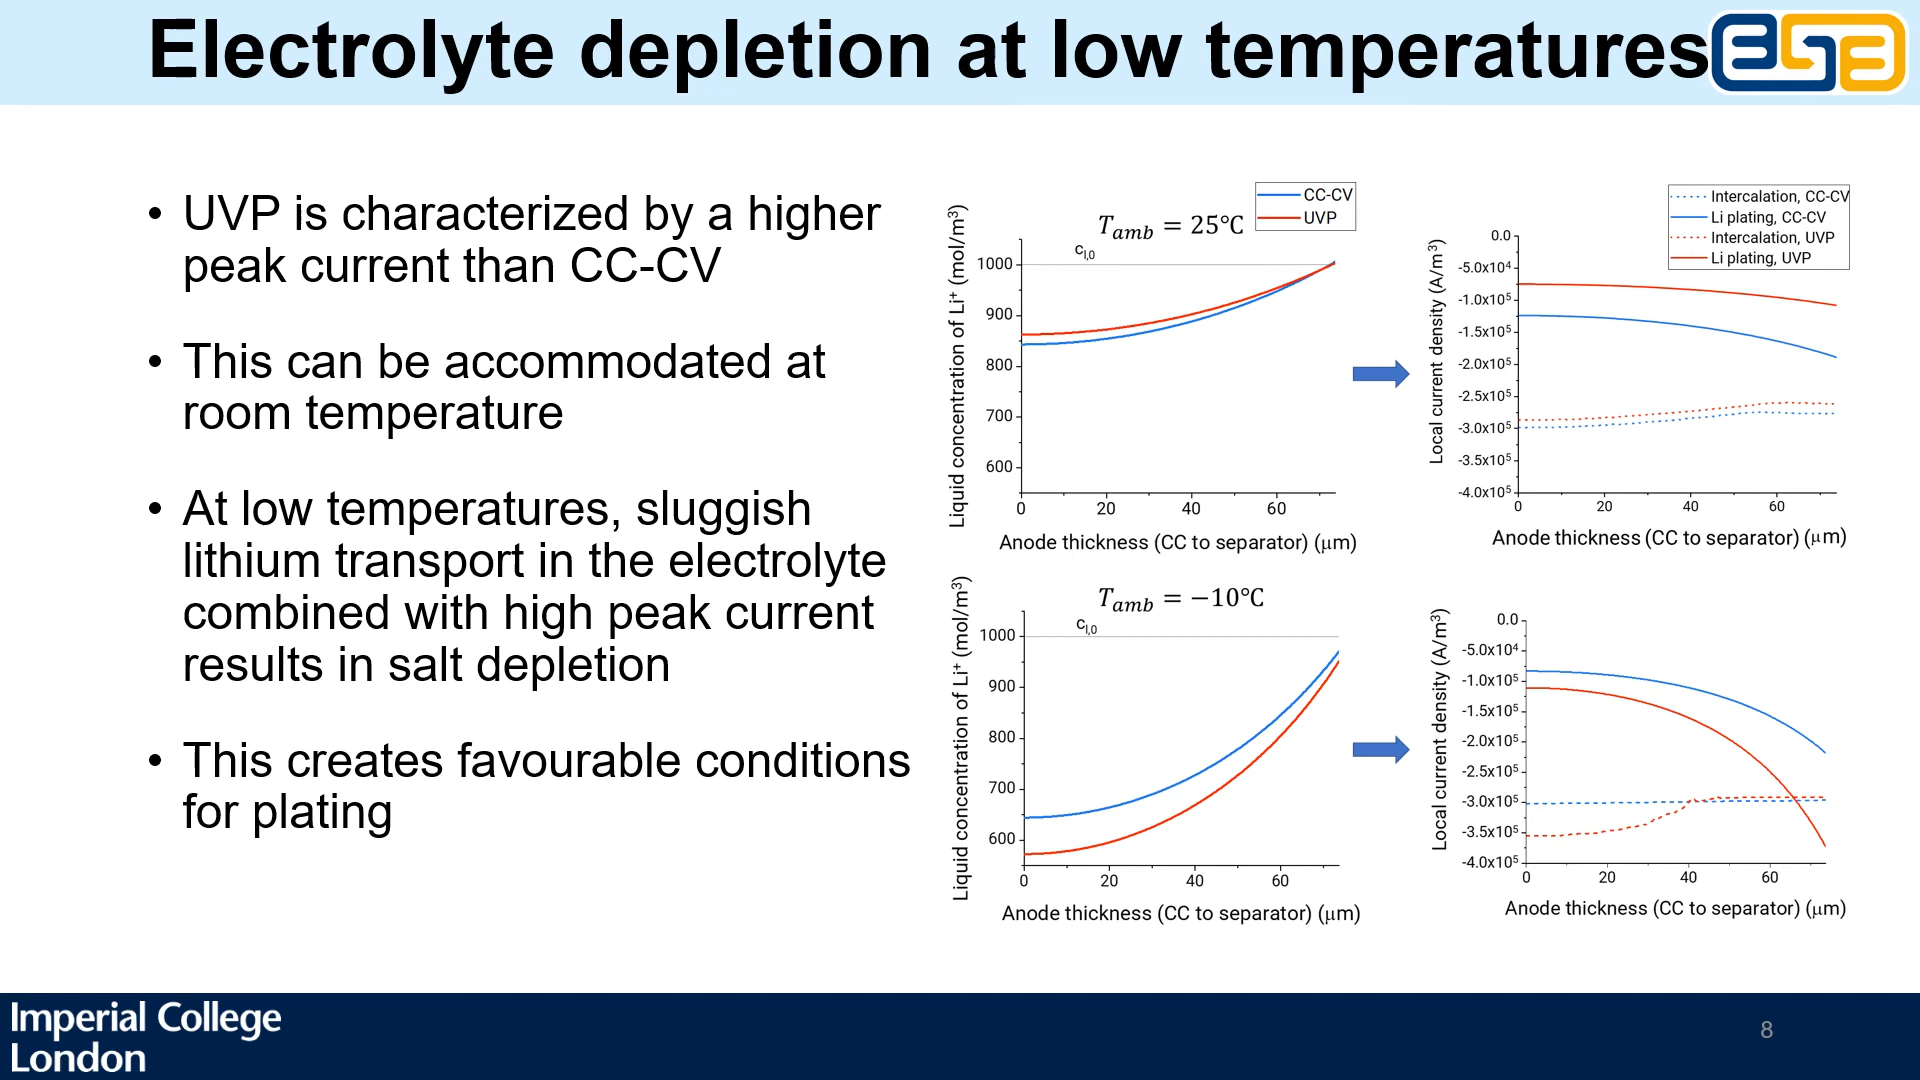 Electrolyte depletion at low temperatures
• UVP is characterized by a higher
peak current than CC-CV
• This can be accommodated at
room temperature
• At low temperatures, sluggish
lithium transport in the electrolyte
combined with high peak current
results in salt depletion
• This creates favourable conditions
for plating
CC-CV
UVP
T_amb = 25℃
c_l,0
Liquid concentration of Li⁺ (mol/m³)
1000
900
800
700
600
0 20 40 60
Anode thickness (CC to separator) (μm)
Intercalation, CC-CV
Li plating, CC-CV
Intercalation, UVP
Li plating, UVP
Local current density (A/m³)
0.0
-5.0x10⁴
-1.0x10⁵
-1.5x10⁵
-2.0x10⁵
-2.5x10⁵
-3.0x10⁵
-3.5x10⁵
-4.0x10⁵
0 20 40 60
Anode thickness (CC to separator) (μm)
T_amb = −10℃
c_l,0
Liquid concentration of Li⁺ (mol/m³)
1000
900
800
700
600
0 20 40 60
Anode thickness (CC to separator) (μm)
Local current density (A/m³)
0.0
-5.0x10⁴
-1.0x10⁵
-1.5x10⁵
-2.0x10⁵
-2.5x10⁵
-3.0x10⁵
-3.5x10⁵
-4.0x10⁵
0 20 40 60
Anode thickness (CC to separator) (μm)
Imperial College
London
8